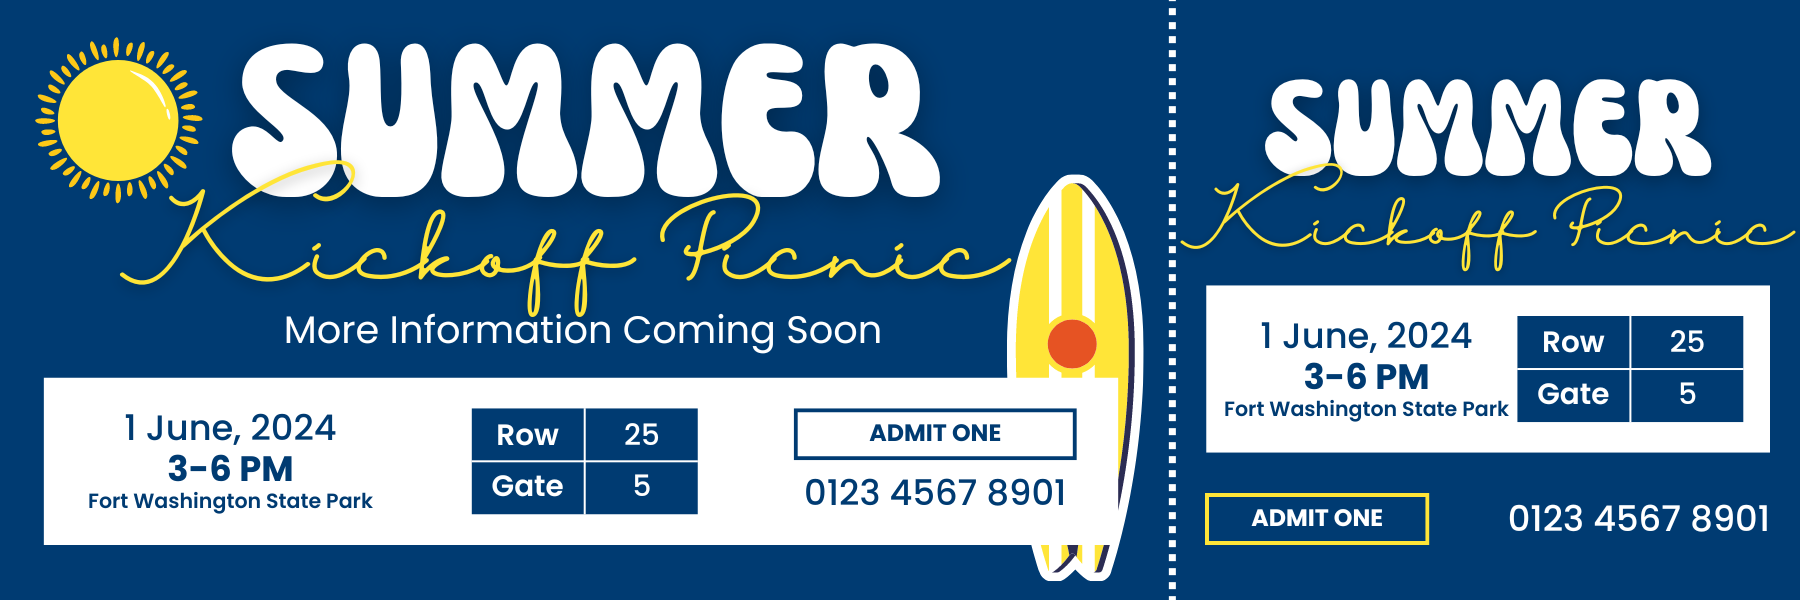 SUMMER
Kickoff Picnic
More Information Coming Soon
1 June, 2024
3-6 PM
Fort Washington State Park
Row 25
Gate 5
ADMIT ONE
0123 4567 8901
SUMMER
Kickoff Picnic
1 June, 2024
3-6 PM
Fort Washington State Park
Row 25
Gate 5
ADMIT ONE
0123 4567 8901